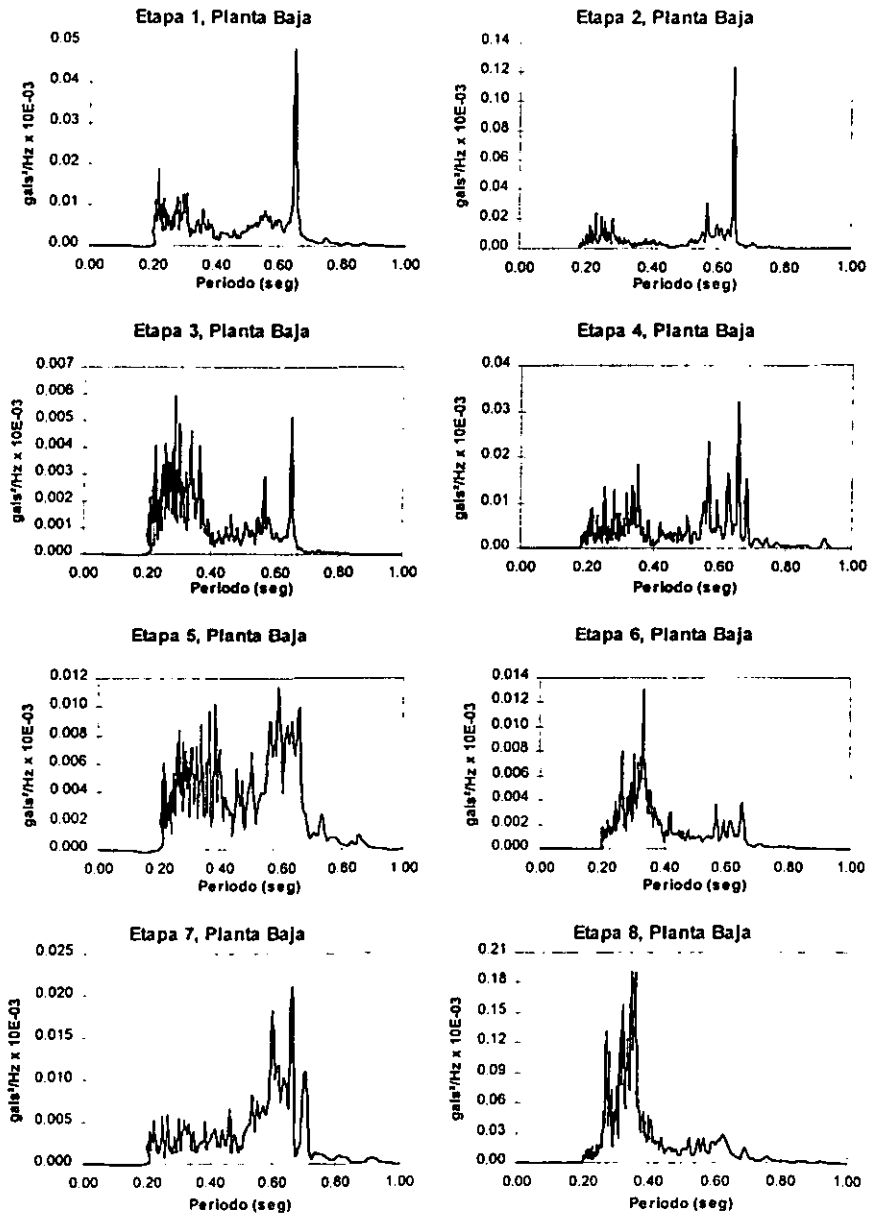 Etapa 1, Planta Baja
gals²/Hz x 10E-03
0.05
0.04
0.03
0.02
0.01
0.00
0.00 0.20 0.40 0.60 0.80 1.00
Periodo (seg)
Etapa 2, Planta Baja
gals²/Hz x 10E-03
0.14
0.12
0.10
0.08
0.06
0.04
0.02
0.00
0.00 0.20 0.40 0.60 0.80 1.00
Periodo (seg)
Etapa 3, Planta Baja
gals²/Hz x 10E-03
0.007
0.006
0.005
0.004
0.003
0.002
0.001
0.000
0.00 0.20 0.40 0.60 0.80 1.00
Periodo (seg)
Etapa 4, Planta Baja
gals²/Hz x 10E-03
0.04
0.03
0.02
0.01
0.00
0.00 0.20 0.40 0.60 0.80 1.00
Periodo (seg)
Etapa 5, Planta Baja
gals²/Hz x 10E-03
0.012
0.010
0.008
0.006
0.004
0.002
0.000
0.00 0.20 0.40 0.60 0.80 1.00
Periodo (seg)
Etapa 6, Planta Baja
gals²/Hz x 10E-03
0.014
0.012
0.010
0.008
0.006
0.004
0.002
0.000
0.00 0.20 0.40 0.60 0.80 1.00
Periodo (seg)
Etapa 7, Planta Baja
gals²/Hz x 10E-03
0.025
0.020
0.015
0.010
0.005
0.000
0.00 0.20 0.40 0.60 0.80 1.00
Periodo (seg)
Etapa 8, Planta Baja
gals²/Hz x 10E-03
0.21
0.18
0.15
0.12
0.09
0.06
0.03
0.00
0.00 0.20 0.40 0.60 0.80 1.00
Periodo (seg)